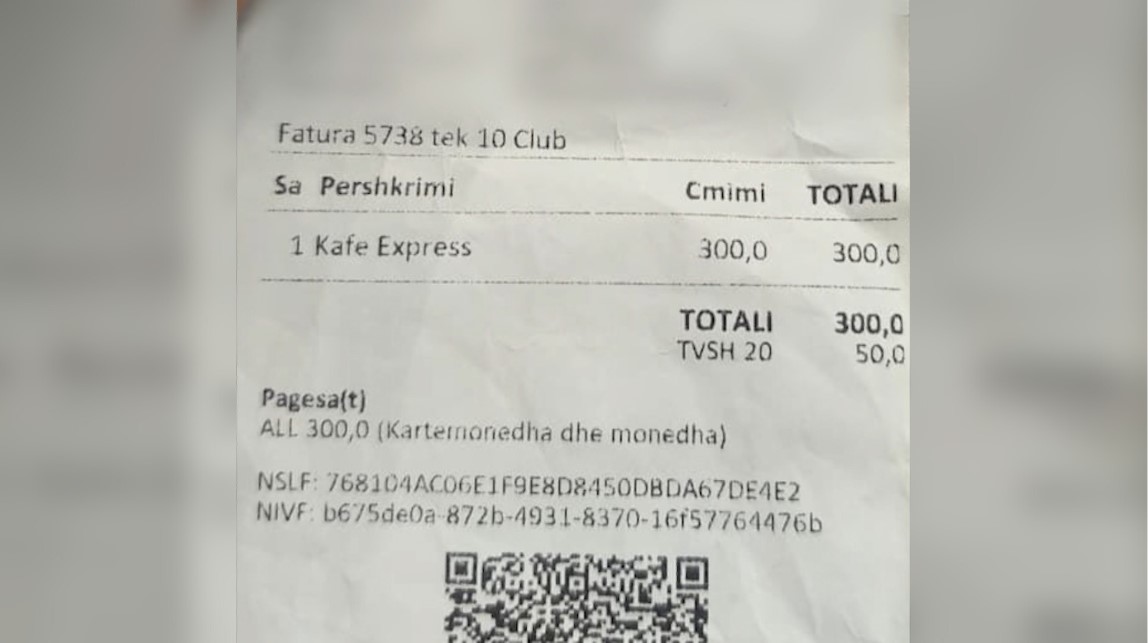 Fatura 5738 tek 10 Club
Sa Pershkrimi Cmimi TOTALI
1 Kafe Express 300,0 300,0
TOTALI 300,0
TVSH 20 50,0
Pagesa(t)
ALL 300,0 (Kartemonedha dhe monedha)
NSLF: 768104AC06E1F9E8D8450DBDA67DE4E2
NIVF: b675de0a-872b-4931-8370-16f57764476b